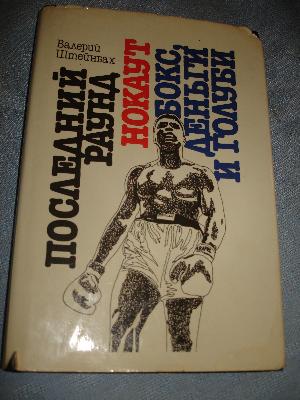 Валерий
Штейнбах
ПОСЛЕДНИЙ
РАУНД
НОКАУТ
БОКС,
ДЕНЬГИ
И ГОЛУБИ